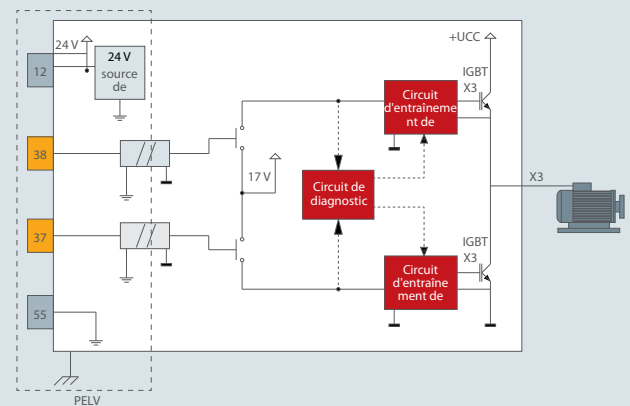 +UCC
24 V
24 V
source
de
12
IGBT
X3
Circuit
d'entraîneme
nt de
38
17 V
Circuit de
diagnostic
X3
37
IGBT
X3
Circuit
d'entraîne
ment de
55
PELV